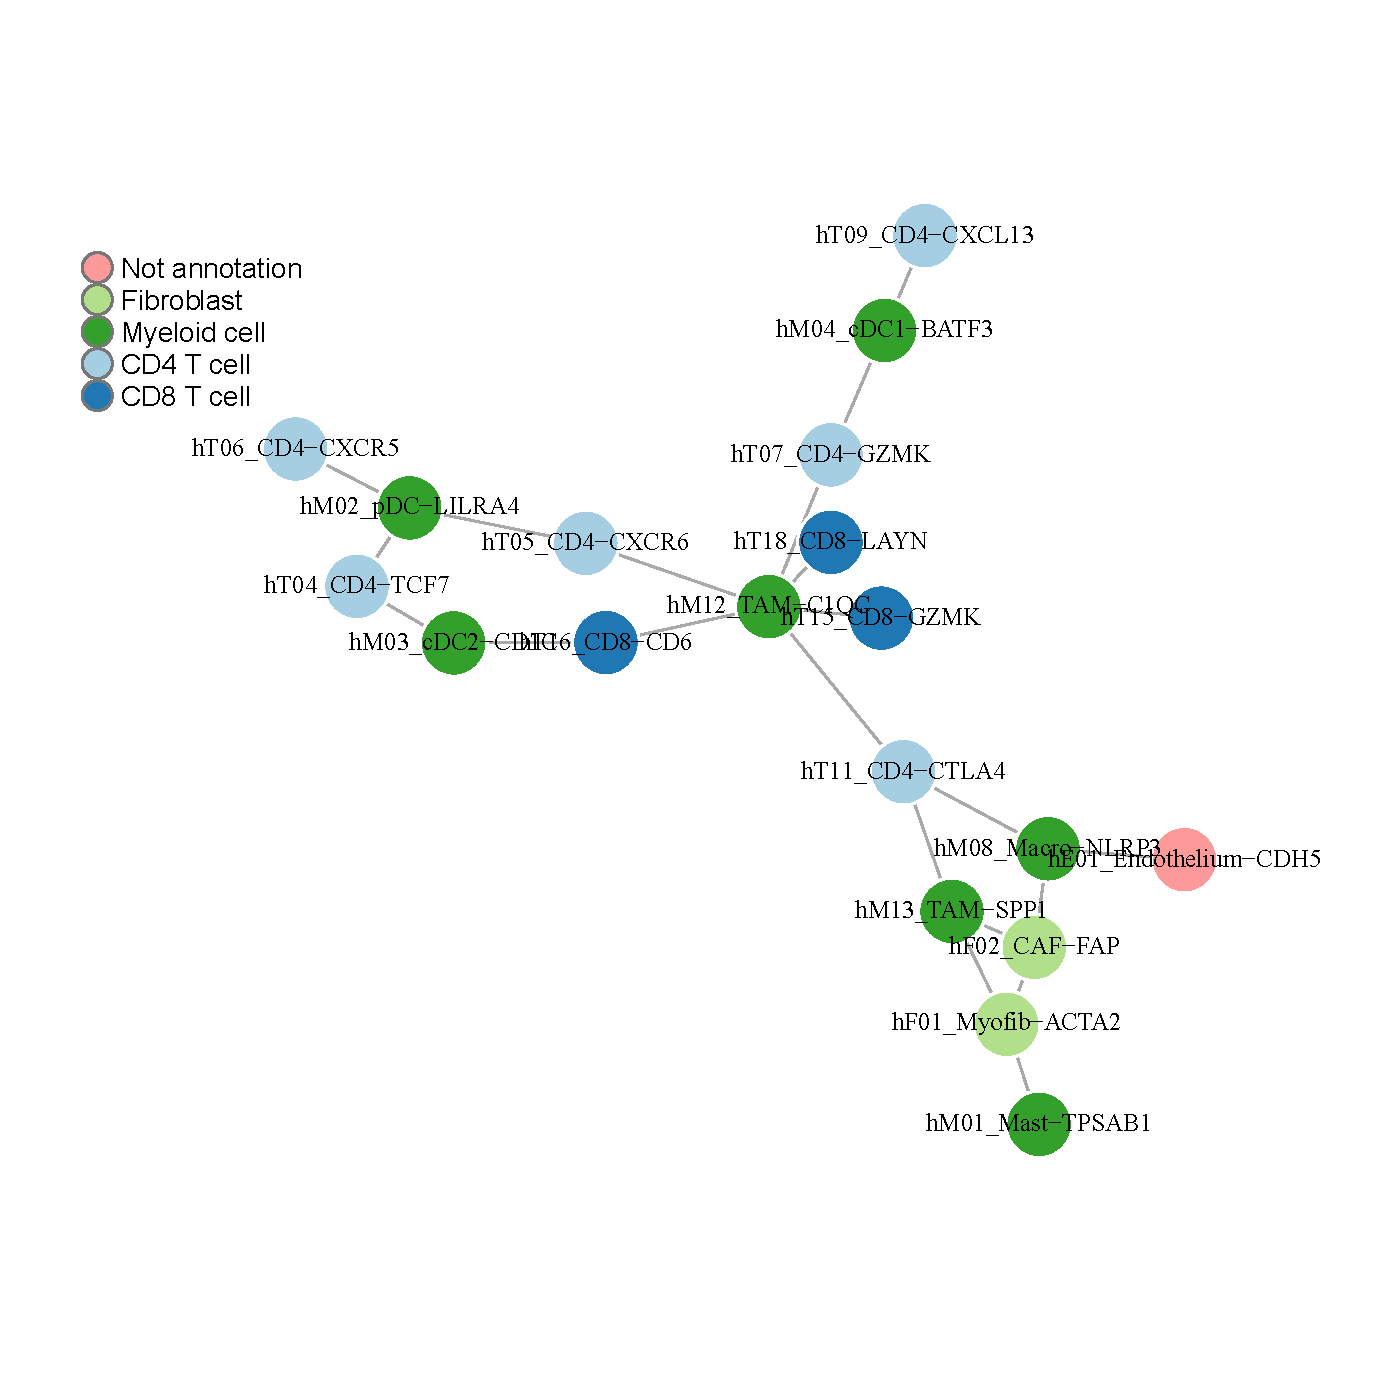 hT09_CD4−CXCL13
Not annotation
Fibroblast
Myeloid cell
CD4 T cell
CD8 T cell
hM04_cDC1−BATF3
hT06_CD4−CXCR5
hT07_CD4−GZMK
hM02_pDC−LILRA4
hT05_CD4−CXCR6
hT18_CD8−LAYN
hT04_CD4−TCF7
hM12_TAM−C1QC
hT15_CD8−GZMK
hM03_cDC2−CD1C
hT16_CD8−CD6
hT11_CD4−CTLA4
hM08_Macro−NLRP3
hE01_Endothelium−CDH5
hM13_TAM−SPP1
hF02_CAF−FAP
hF01_Myofib−ACTA2
hM01_Mast−TPSAB1